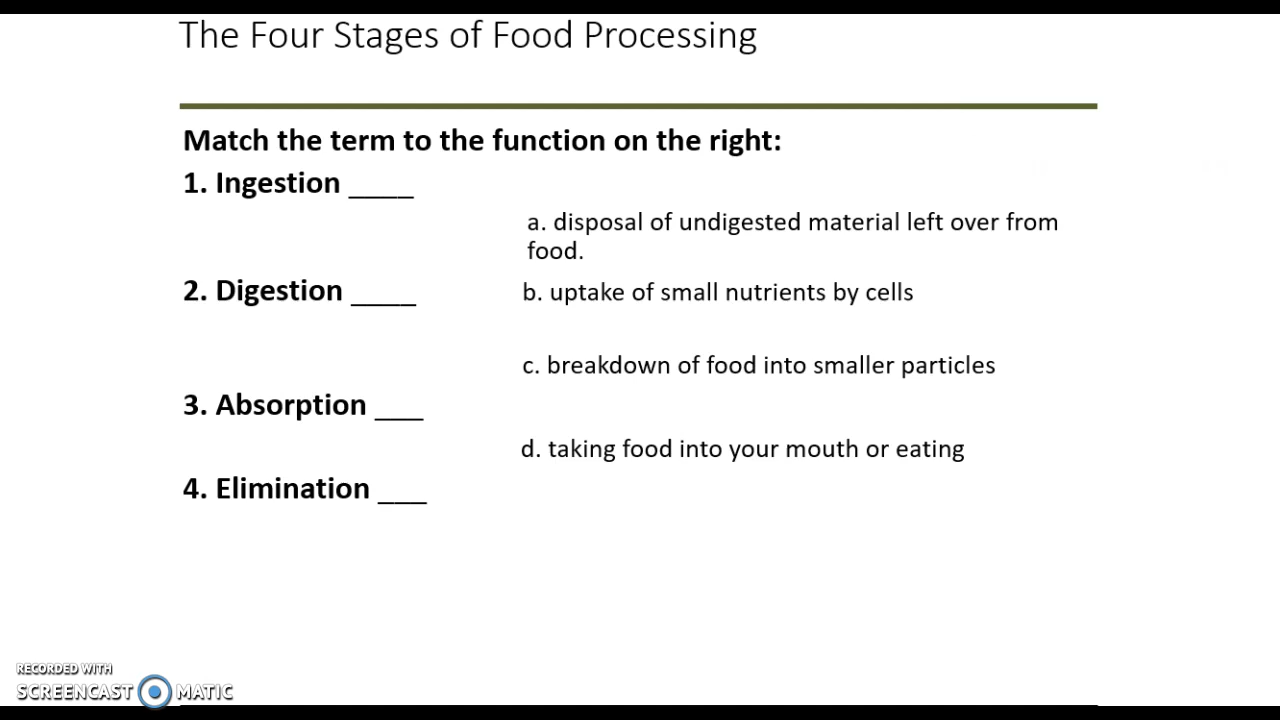 The Four Stages of Food Processing
Match the term to the function on the right:
1. Ingestion ____
a. disposal of undigested material left over from
food.
2. Digestion ____
b. uptake of small nutrients by cells
c. breakdown of food into smaller particles
3. Absorption ___
d. taking food into your mouth or eating
4. Elimination ___
RECORDED WITH
SCREENCAST MATIC